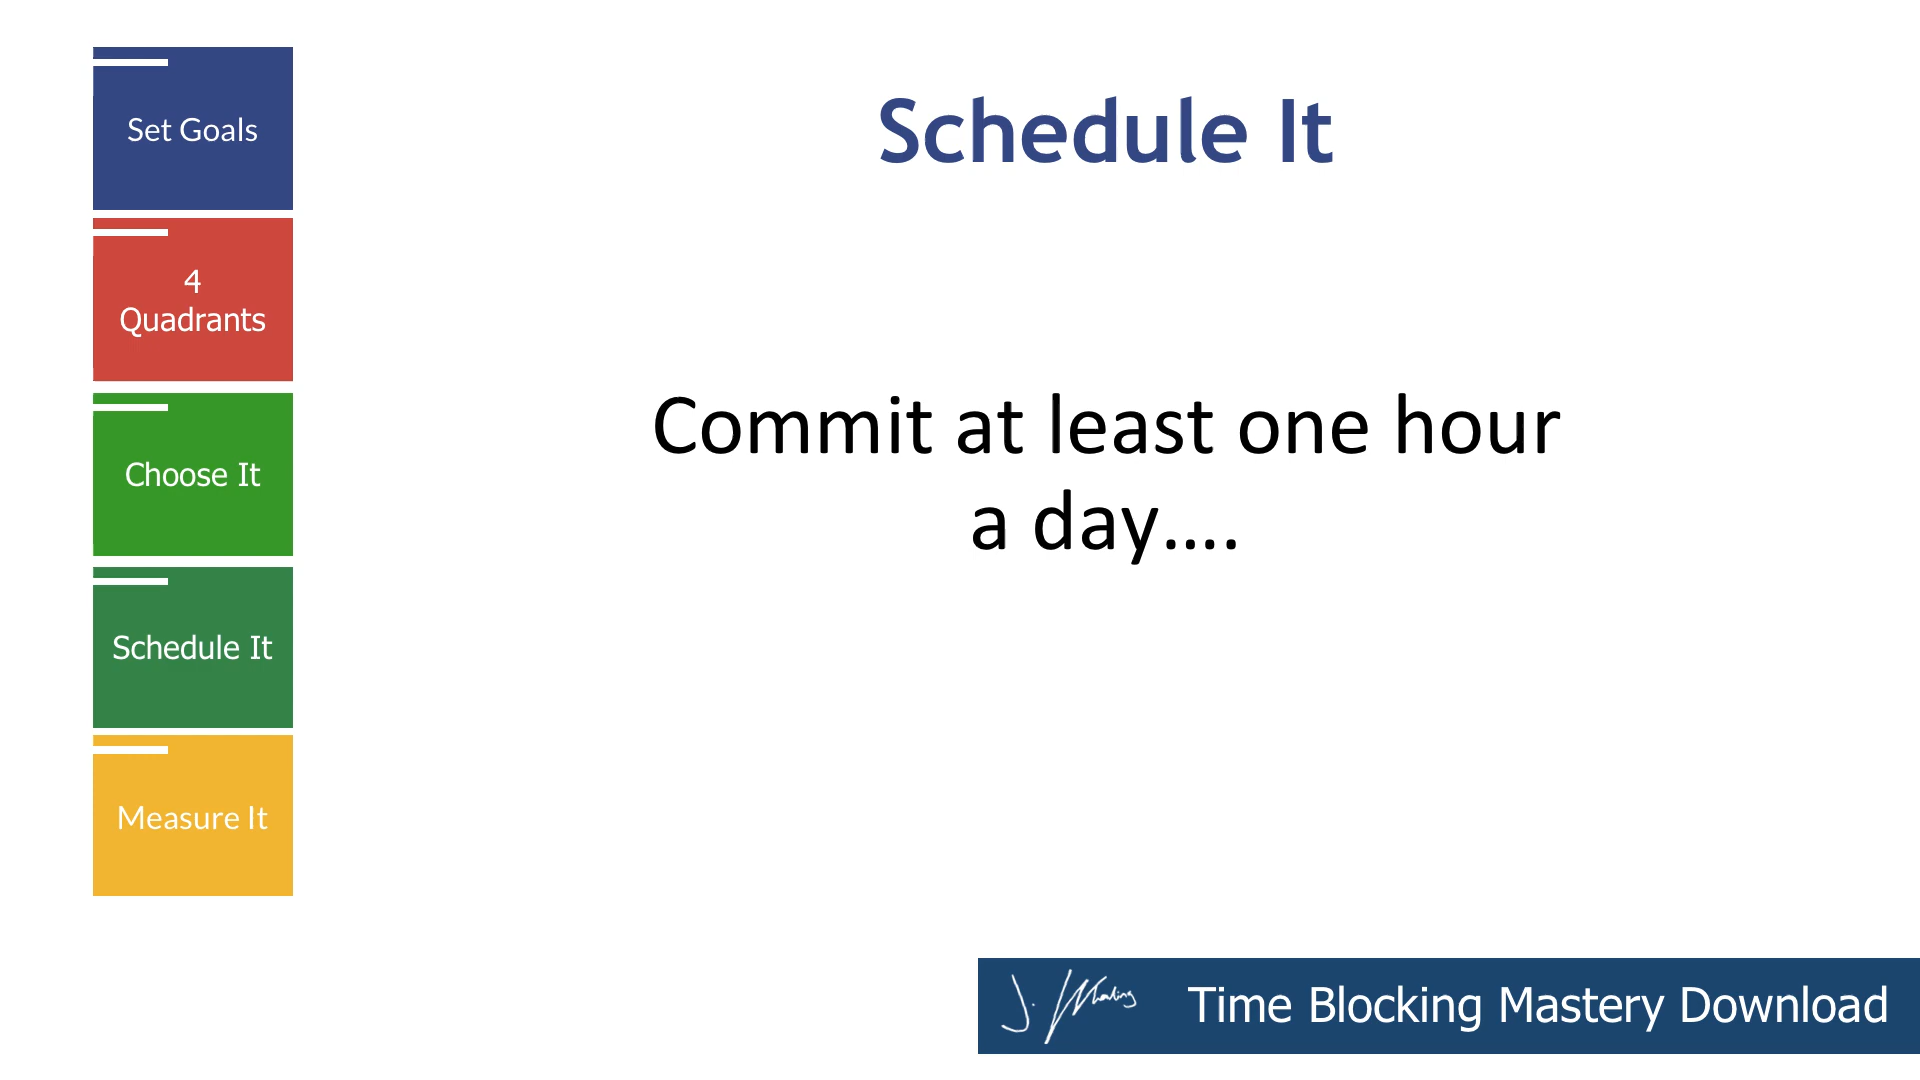 Set Goals
4
Quadrants
Choose It
Schedule It
Measure It
Schedule It
Commit at least one hour
a day....
Time Blocking Mastery Download